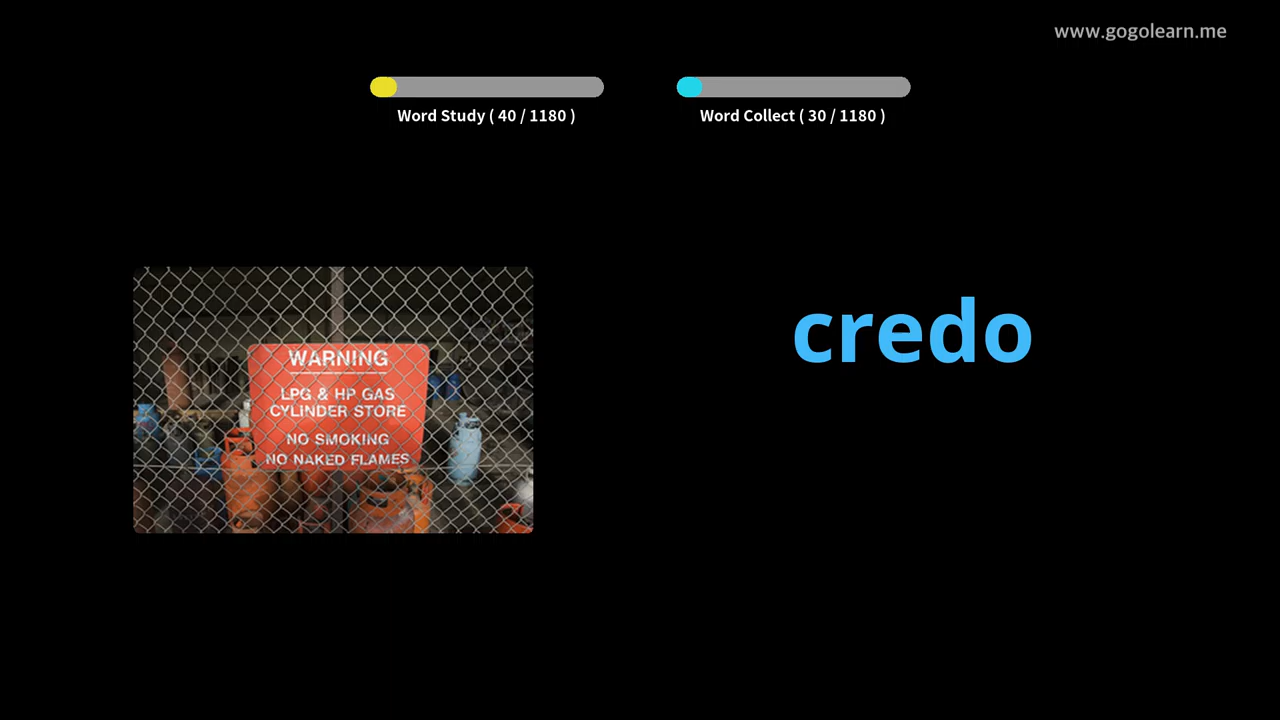 www.gogolearn.me
Word Study ( 40 / 1180 )
Word Collect ( 30 / 1180 )
credo
WARNING
LPG & HP GAS
CYLINDER STORE
NO SMOKING
NO NAKED FLAMES